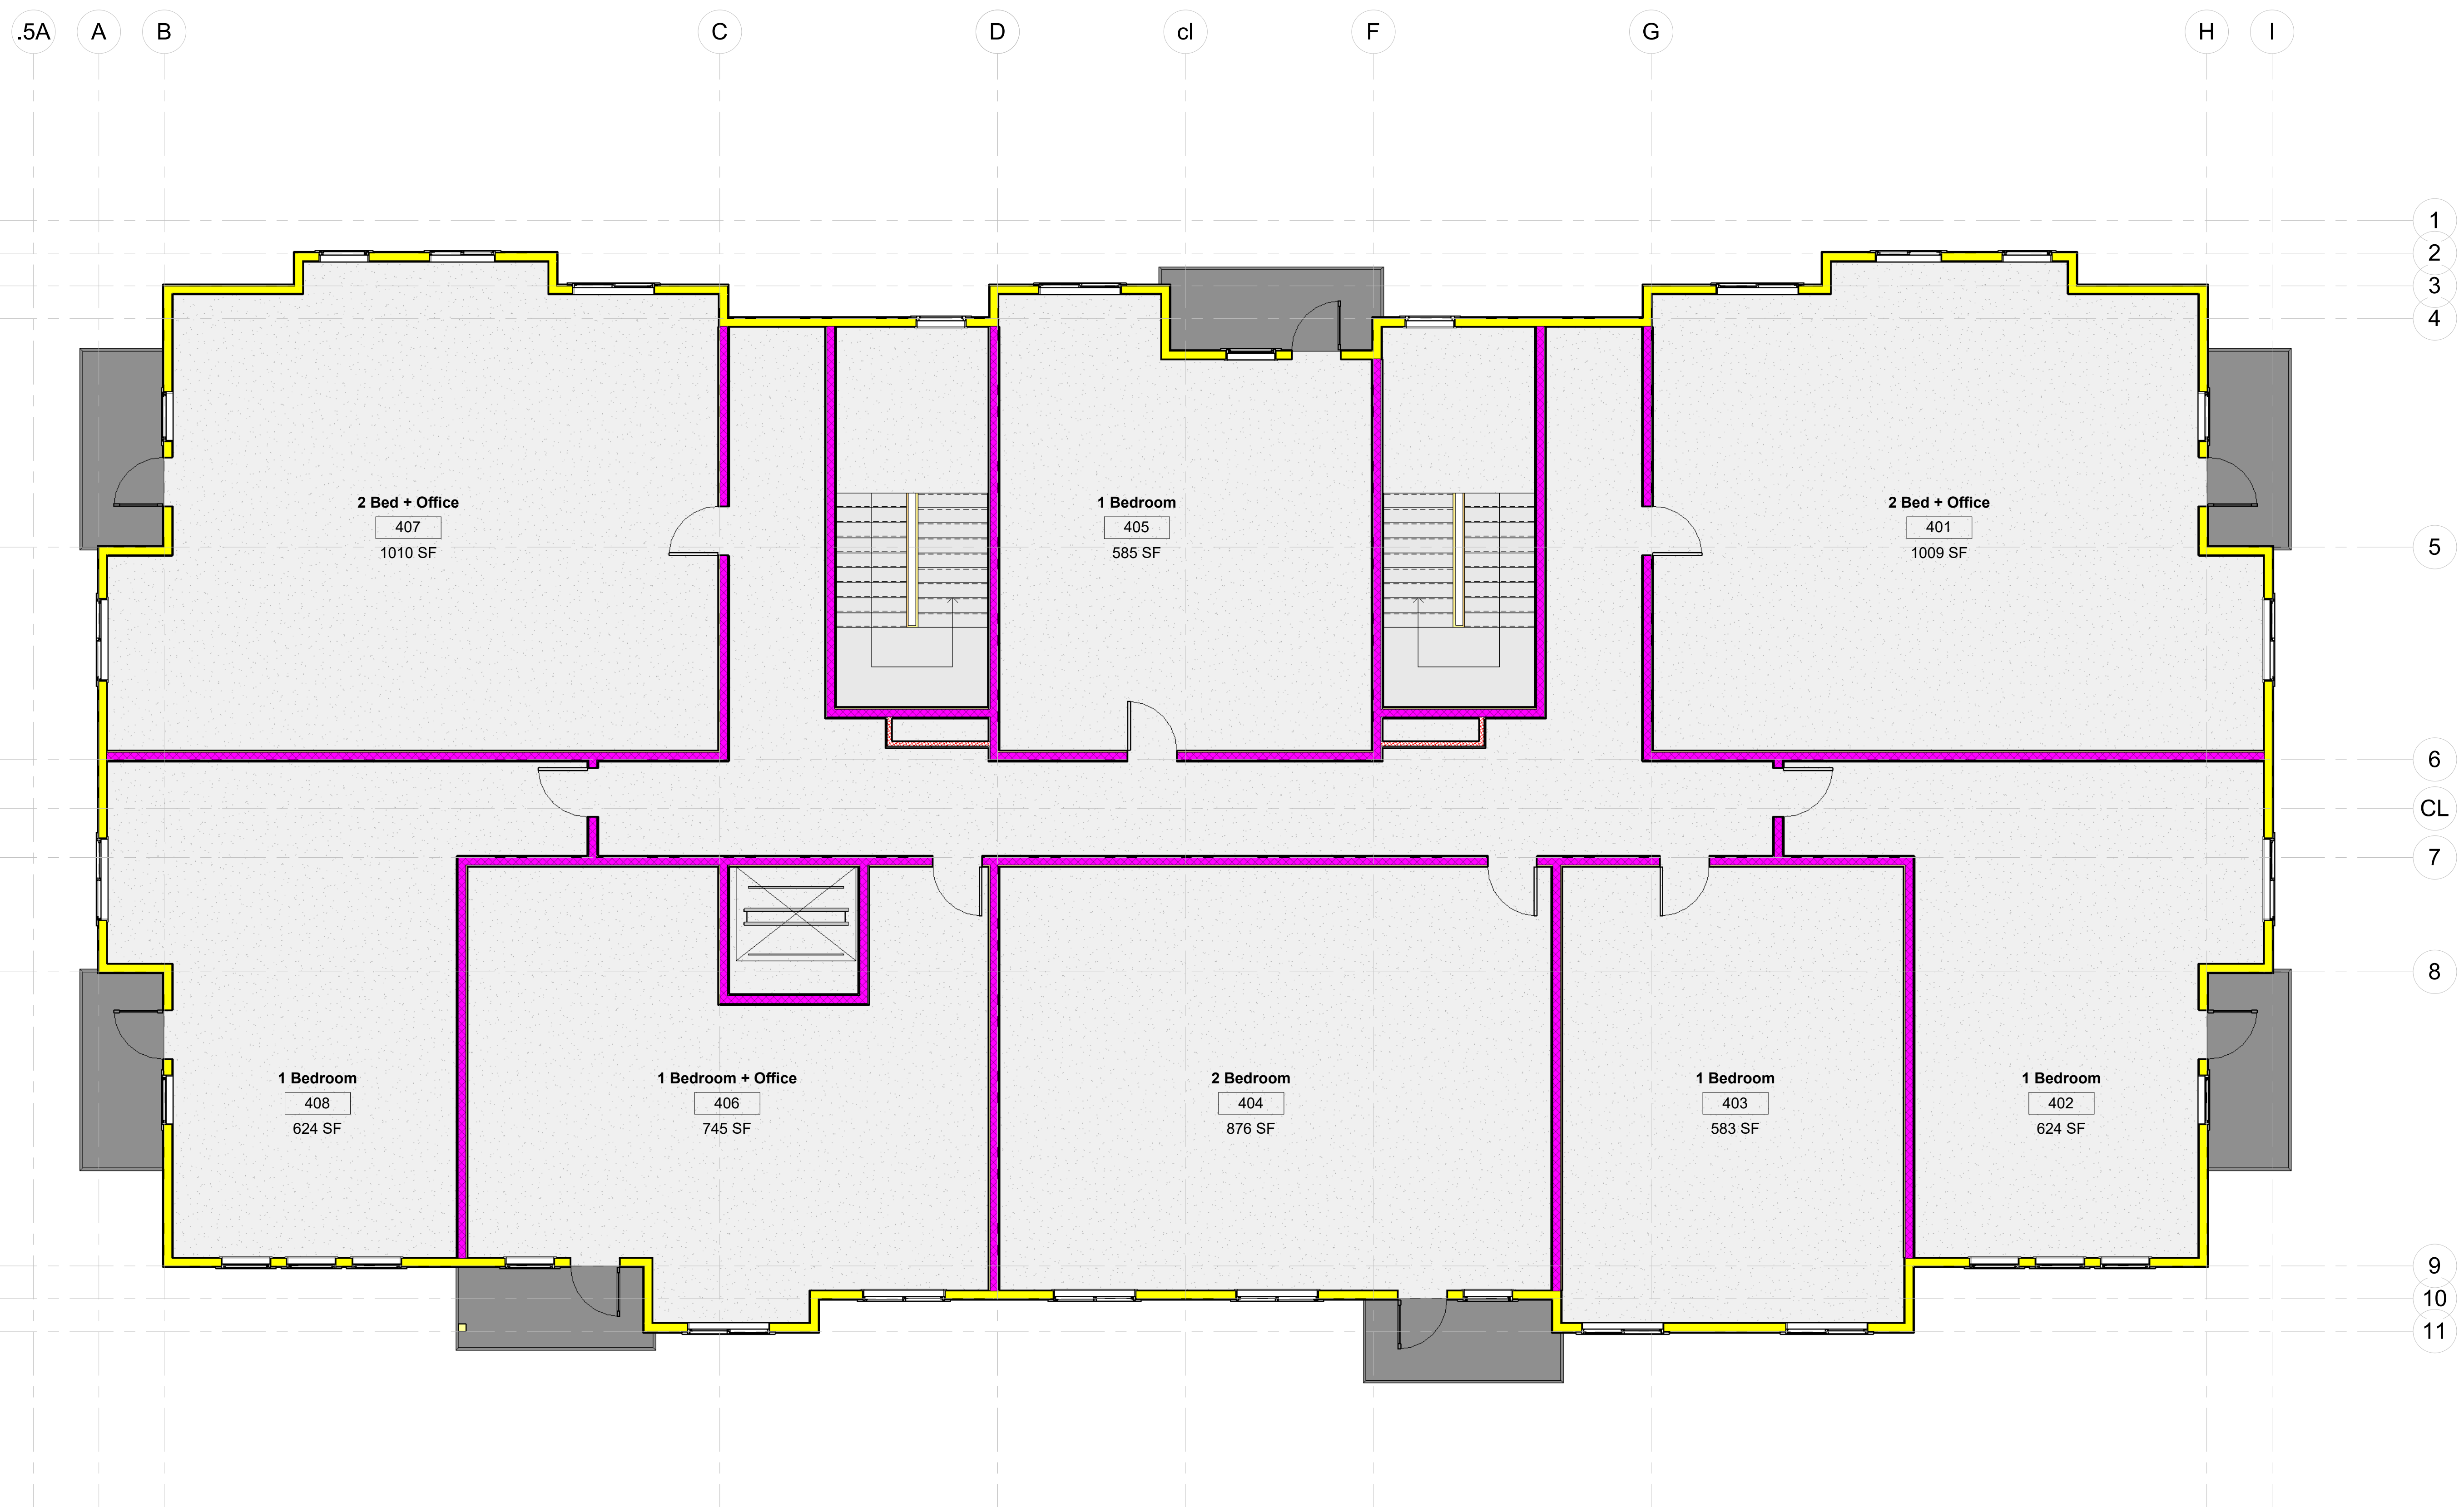 .5A
A
B
C
D
cl
F
G
H
I
1
2
3
4
2 Bed + Office
407
1010 SF
1 Bedroom
405
585 SF
2 Bed + Office
401
1009 SF
5
6
CL
7
8
1 Bedroom
408
624 SF
1 Bedroom + Office
406
745 SF
2 Bedroom
404
876 SF
1 Bedroom
403
583 SF
1 Bedroom
402
624 SF
9
10
11